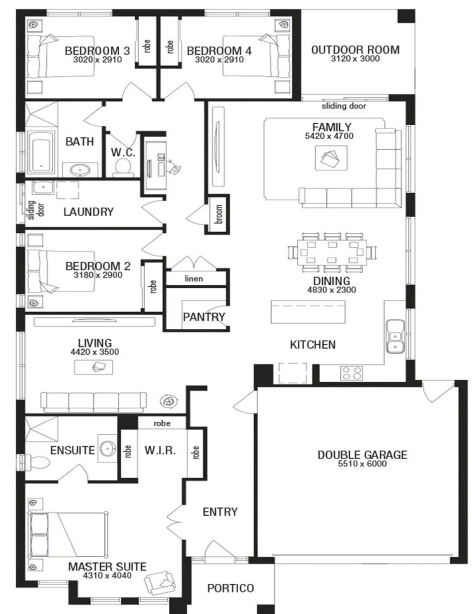 BEDROOM 3
3020 x 2910
robe
robe
BEDROOM 4
3020 x 2910
OUTDOOR ROOM
3120 x 3000
sliding door
FAMILY
5420 x 4700
BATH
W.C.
sliding
door
LAUNDRY
broom
BEDROOM 2
3180 x 2900
robe
linen
DINING
4830 x 2300
PANTRY
KITCHEN
LIVING
4420 x 3500
robe
ENSUITE
robe
W.I.R.
robe
DOUBLE GARAGE
5510 x 6000
ENTRY
MASTER SUITE
4310 x 4040
PORTICO